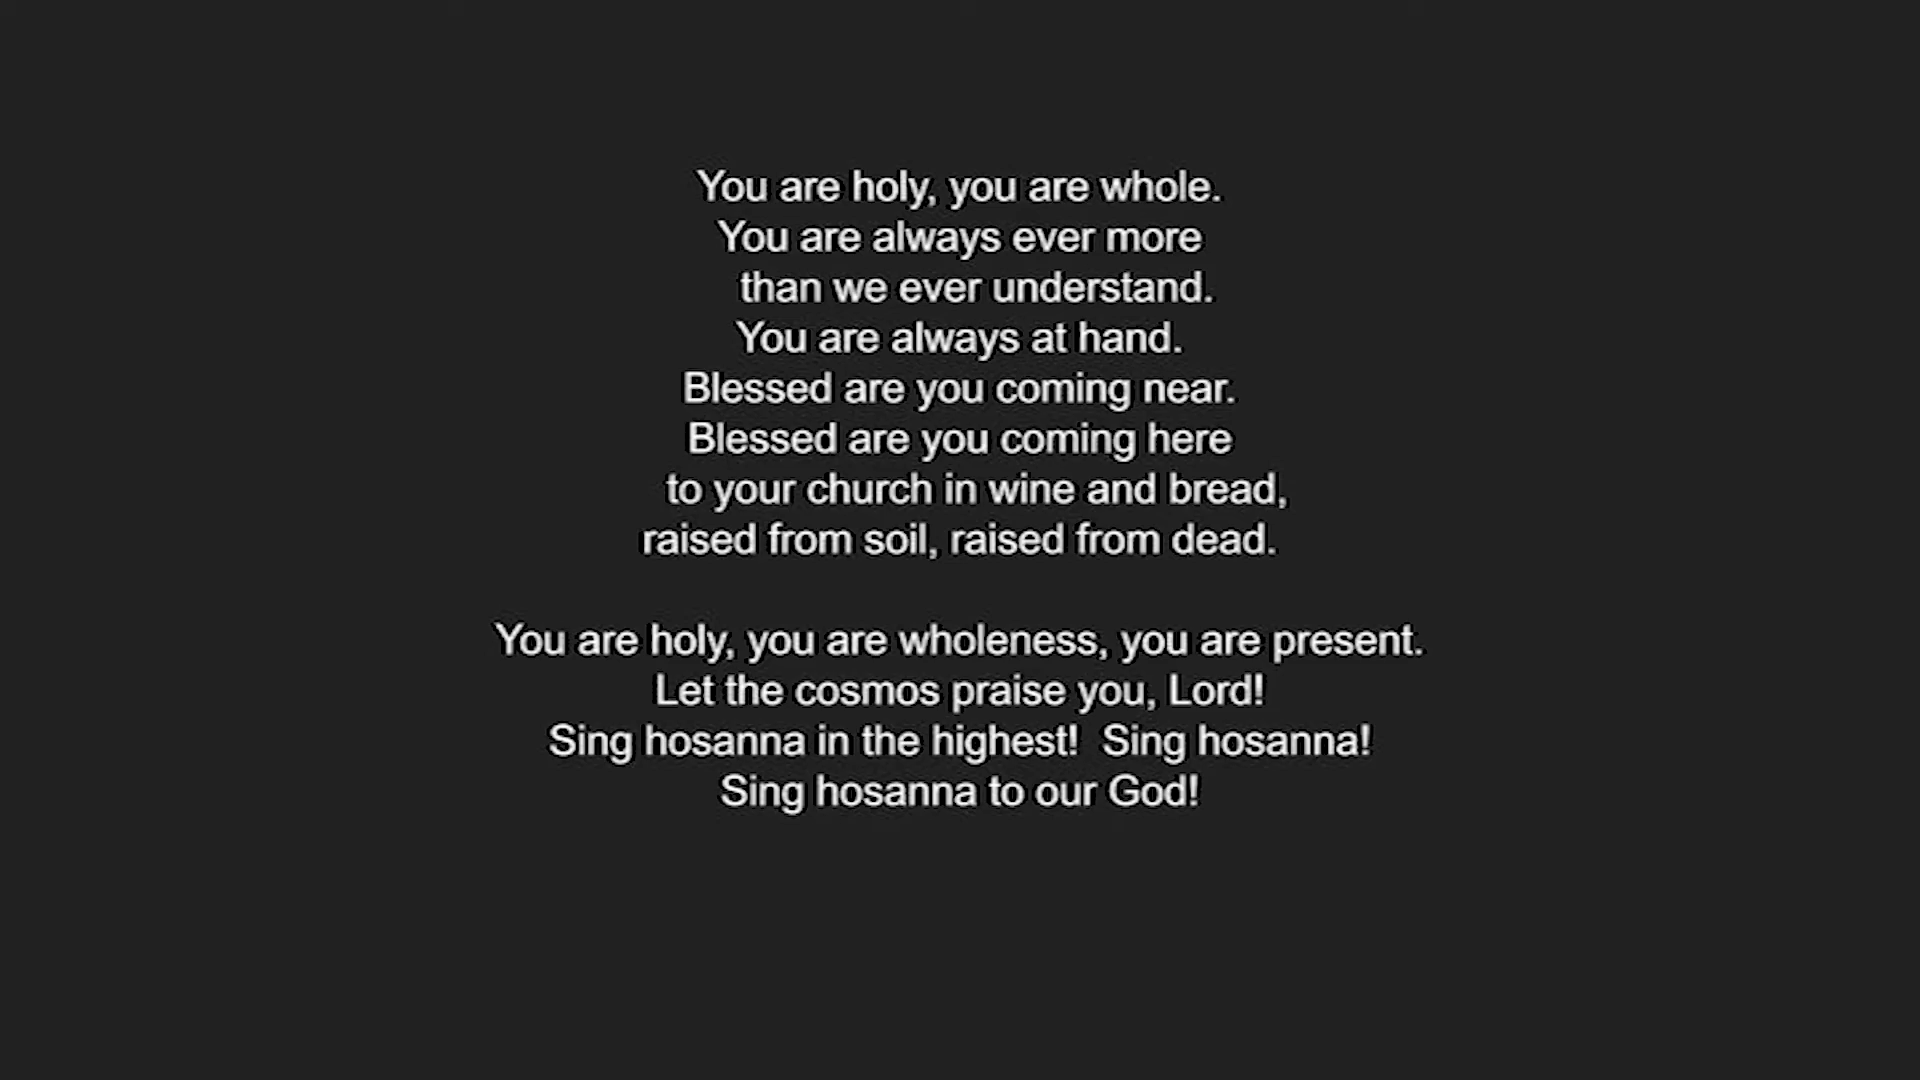 You are holy, you are whole.
You are always ever more
than we ever understand.
You are always at hand.
Blessed are you coming near.
Blessed are you coming here
to your church in wine and bread,
raised from soil, raised from dead.

You are holy, you are wholeness, you are present.
Let the cosmos praise you, Lord!
Sing hosanna in the highest!  Sing hosanna!
Sing hosanna to our God!